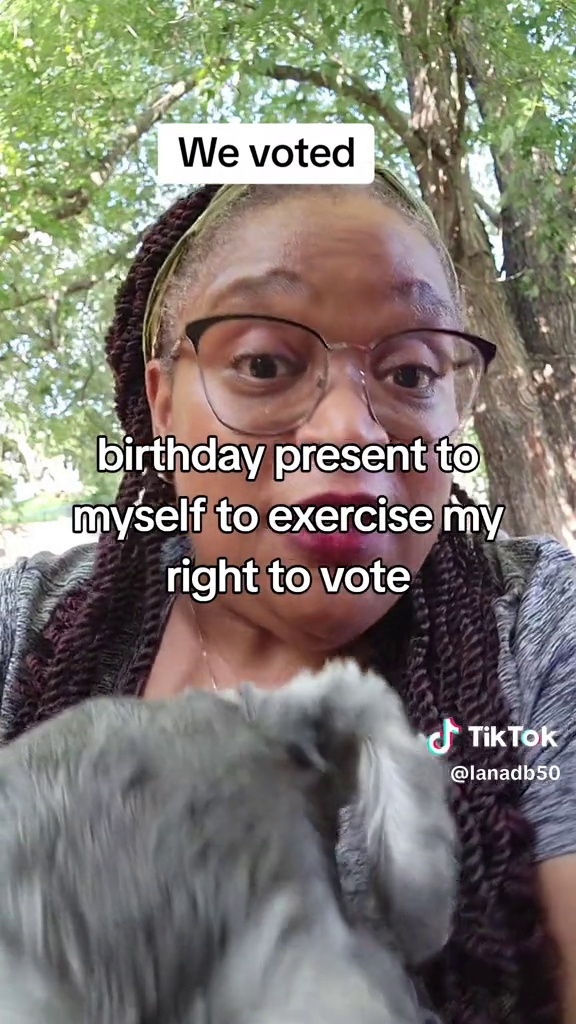 We voted
birthday present to
myself to exercise my
right to vote
TikTok
@lanadb50